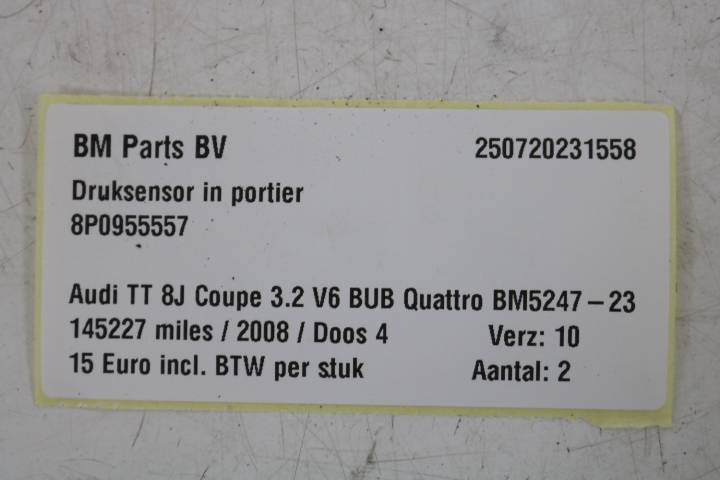 BM Parts BV 250720231558
Druksensor in portier
8P0955557
Audi TT 8J Coupe 3.2 V6 BUB Quattro BM5247-23
145227 miles / 2008 / Doos 4 Verz: 10
15 Euro incl. BTW per stuk Aantal: 2